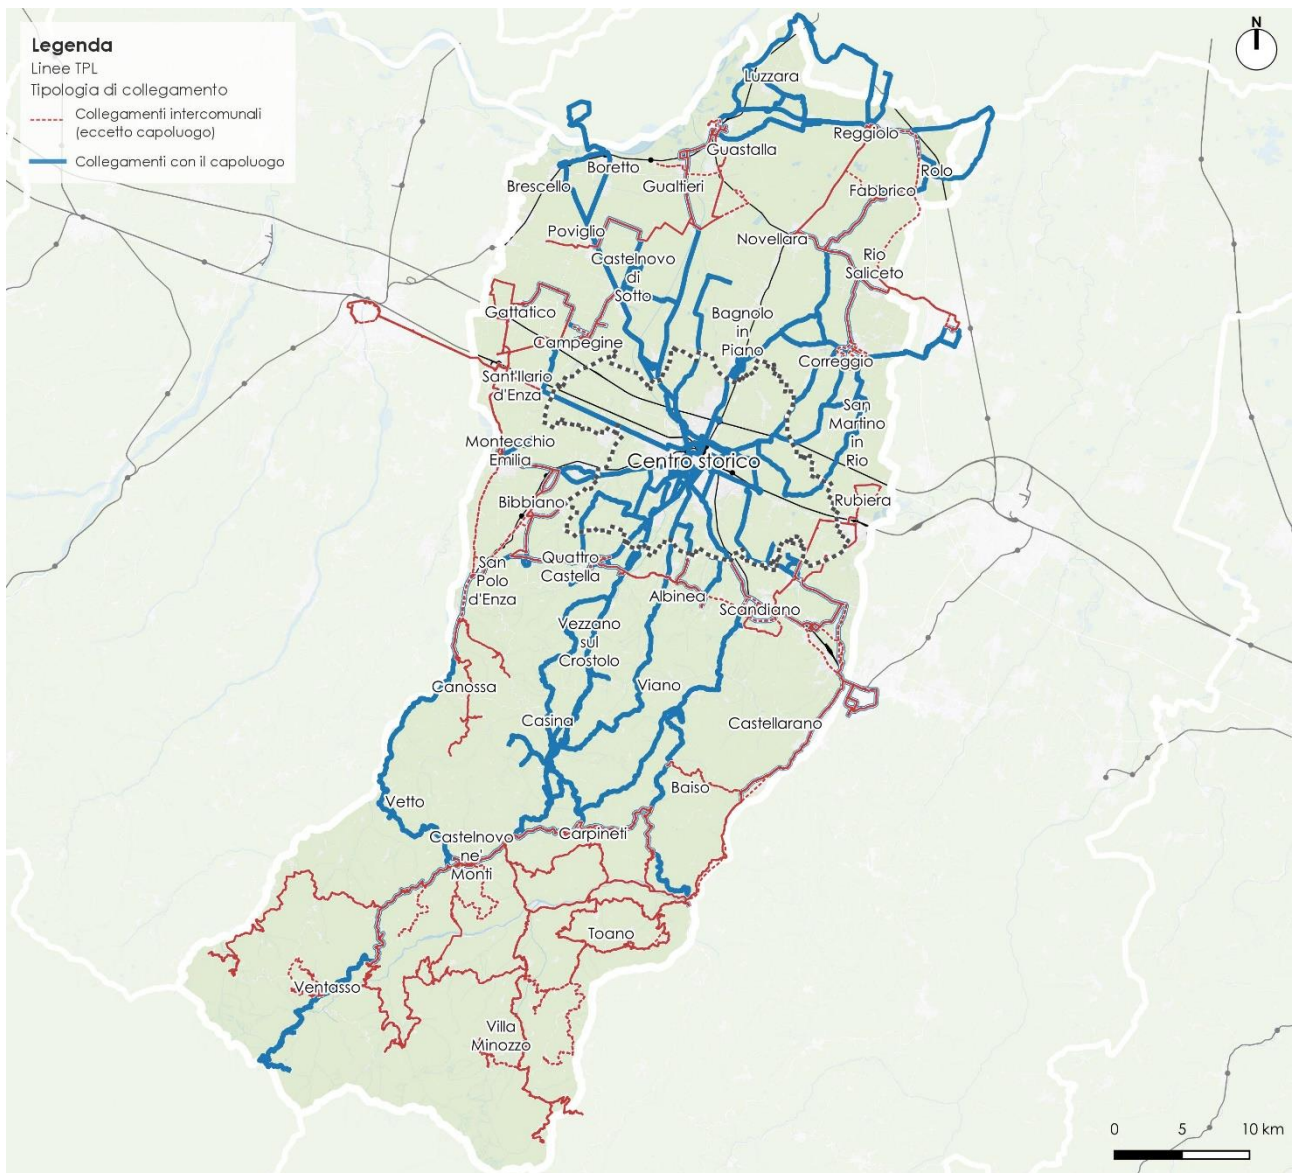 Legenda
Linee TPL
Tipologia di collegamento
Collegamenti intercomunali
(eccetto capoluogo)
Collegamenti con il capoluogo
N
Luzzara
Reggiolo
Guastalla
Boretto
Rolo
Brescello
Gualtieri
Fabbrico
Poviglio
Novellara
Castelnovo
di
Sotto
Rio
Saliceto
Gattatico
Bagnolo
in
Piano
Campegine
Correggio
Sant'Ilario
d'Enza
San
Martino
in
Rio
Montecchio
Emilia
Centro storico
Bibbiano
Rubiera
San
Polo
d'Enza
Quattro
Castella
Albinea
Scandiano
Vezzano
sul
Crostolo
Canossa
Viano
Casina
Castellarano
Baiso
Vetto
Castelnovo
ne'
Monti
Carpineti
Toano
Ventasso
Villa
Minozzo
0 5 10 km